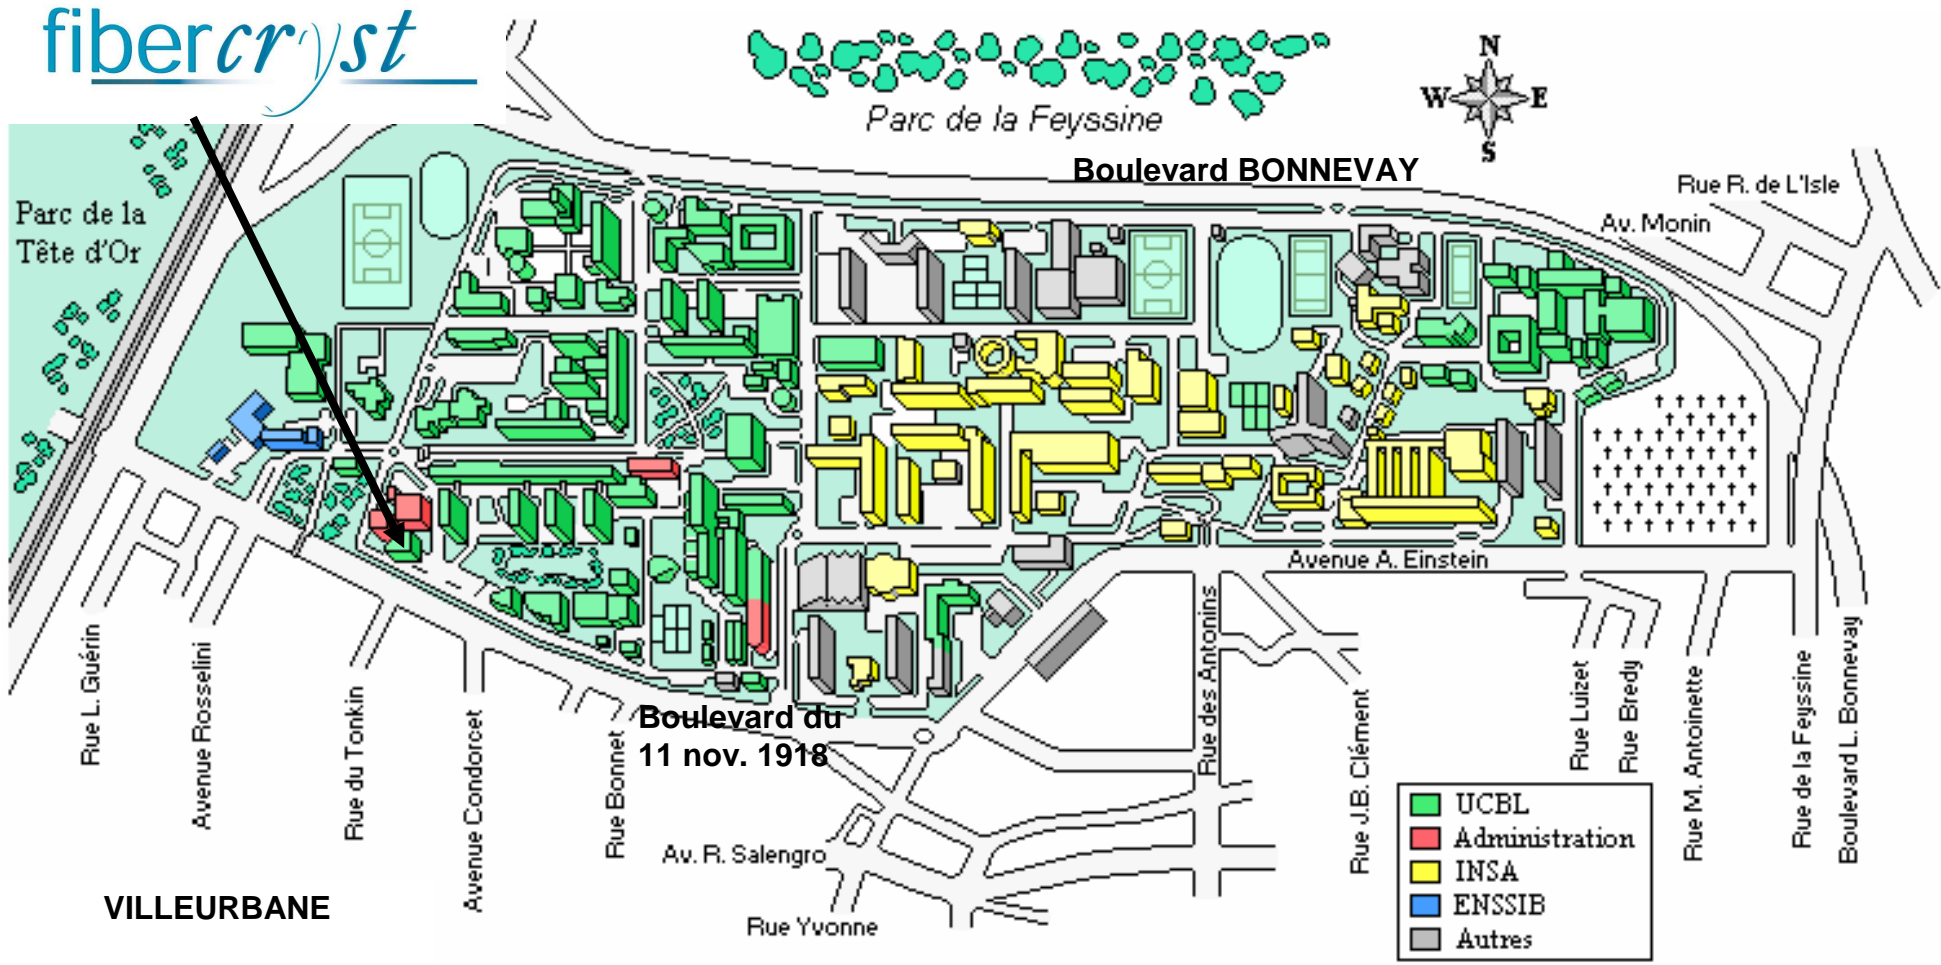 fibercryst
N
W E
S
Parc de la Feyssine
Boulevard BONNEVAY
Rue R. de L'Isle
Av. Monin
Parc de la
Tête d'Or
Avenue A. Einstein
Rue L. Guérin
Avenue Rossellini
Rue du Tonkin
Avenue Condorcet
Rue Bonnet
Boulevard du
11 nov. 1918
Rue des Antonins
Rue J.B. Clément
Rue Luizet
Rue Bredy
Rue M. Antoinette
Rue de la Feyssine
Boulevard L. Bonnevay
Av. R. Salengro
Rue Yvonne
VILLEURBANE
UCBL
Administration
INSA
ENSSIB
Autres